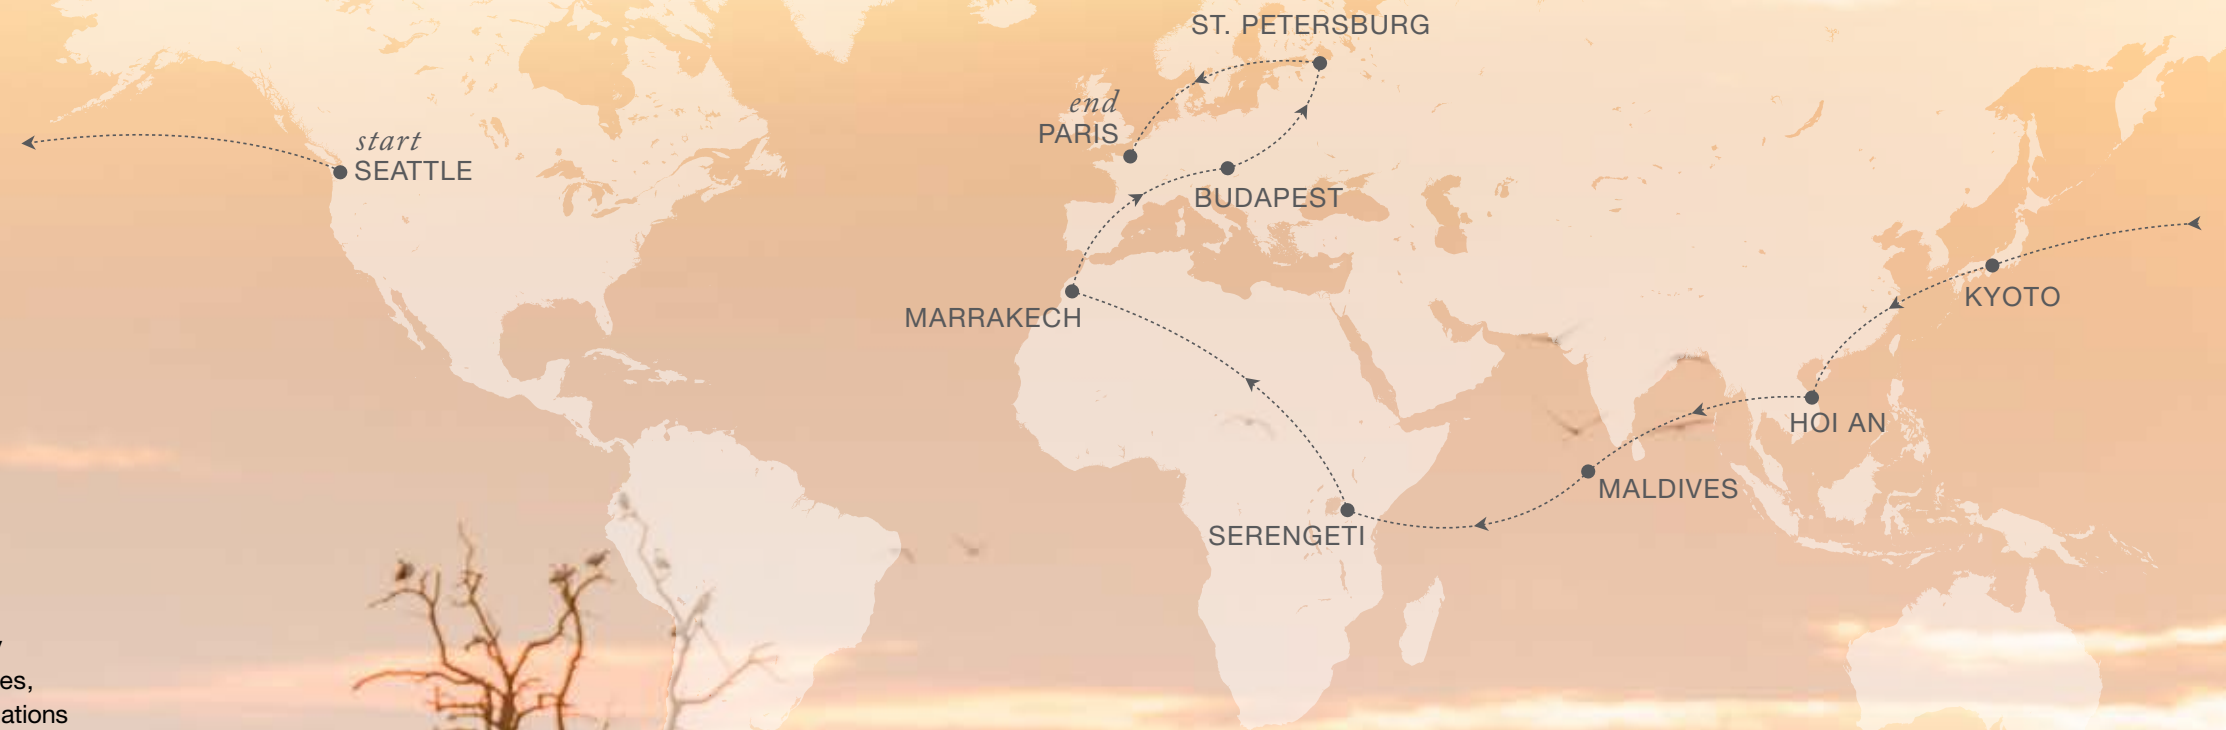 ST. PETERSBURG
end
PARIS
start
SEATTLE
BUDAPEST
KYOTO
MARRAKECH
HOI AN
MALDIVES
SERENGETI
es,
ations